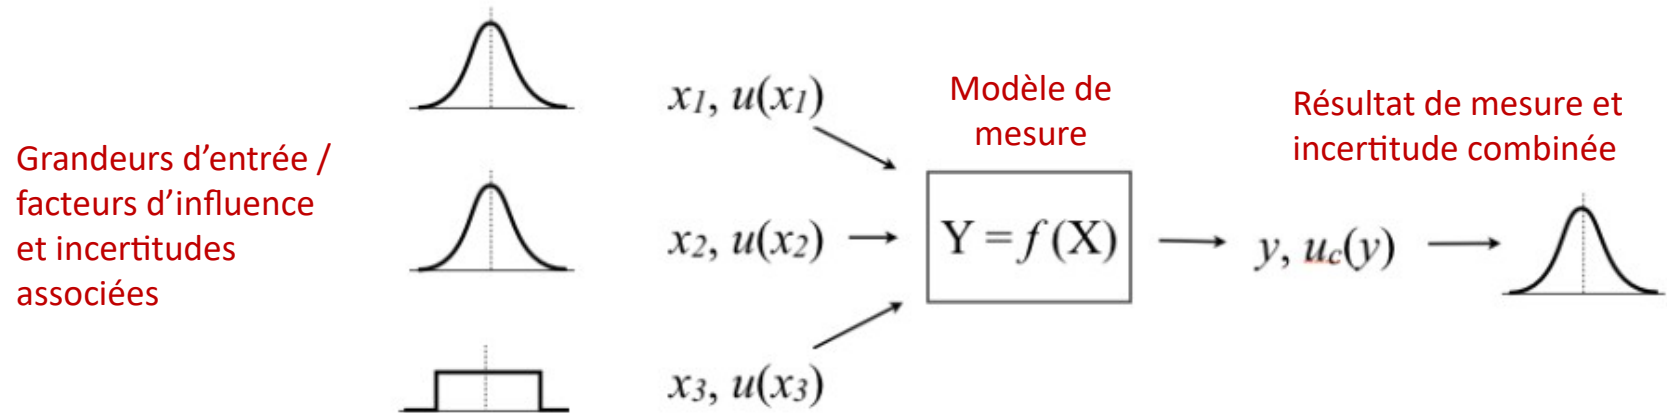 Grandeurs d’entrée /
facteurs d’influence
et incertitudes
associées
x1, u(x1)
x2, u(x2)
x3, u(x3)
Modèle de
mesure
Y = f (X)
Résultat de mesure et
incertitude combinée
y, uc(y)